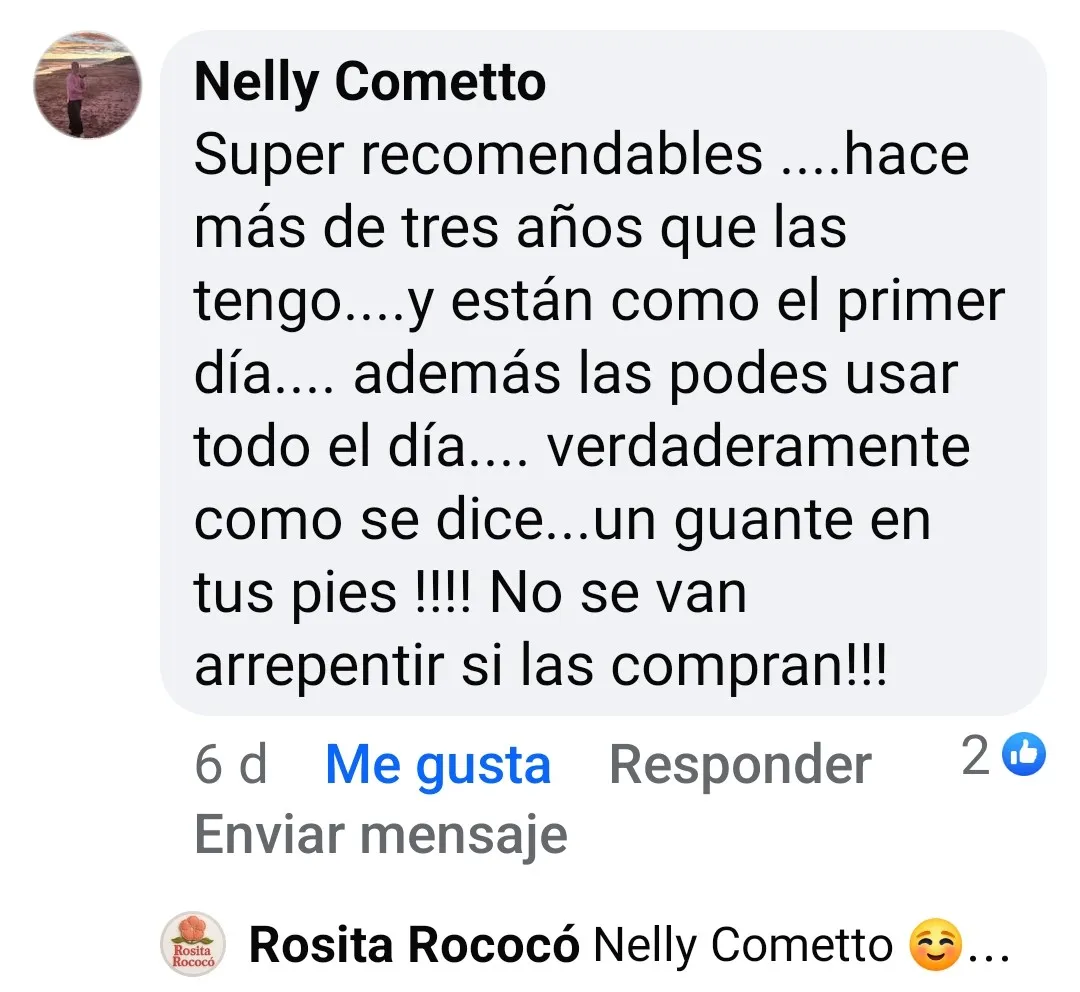 Nelly Cometto
Super recomendables ....hace
más de tres años que las
tengo....y están como el primer
día.... además las podes usar
todo el día.... verdaderamente
como se dice...un guante en
tus pies !!!! No se van
arrepentir si las compran!!!
6 d Me gusta Responder 2
Enviar mensaje
Rosita Rococó
Rosita Rococó Nelly Cometto ☺️...